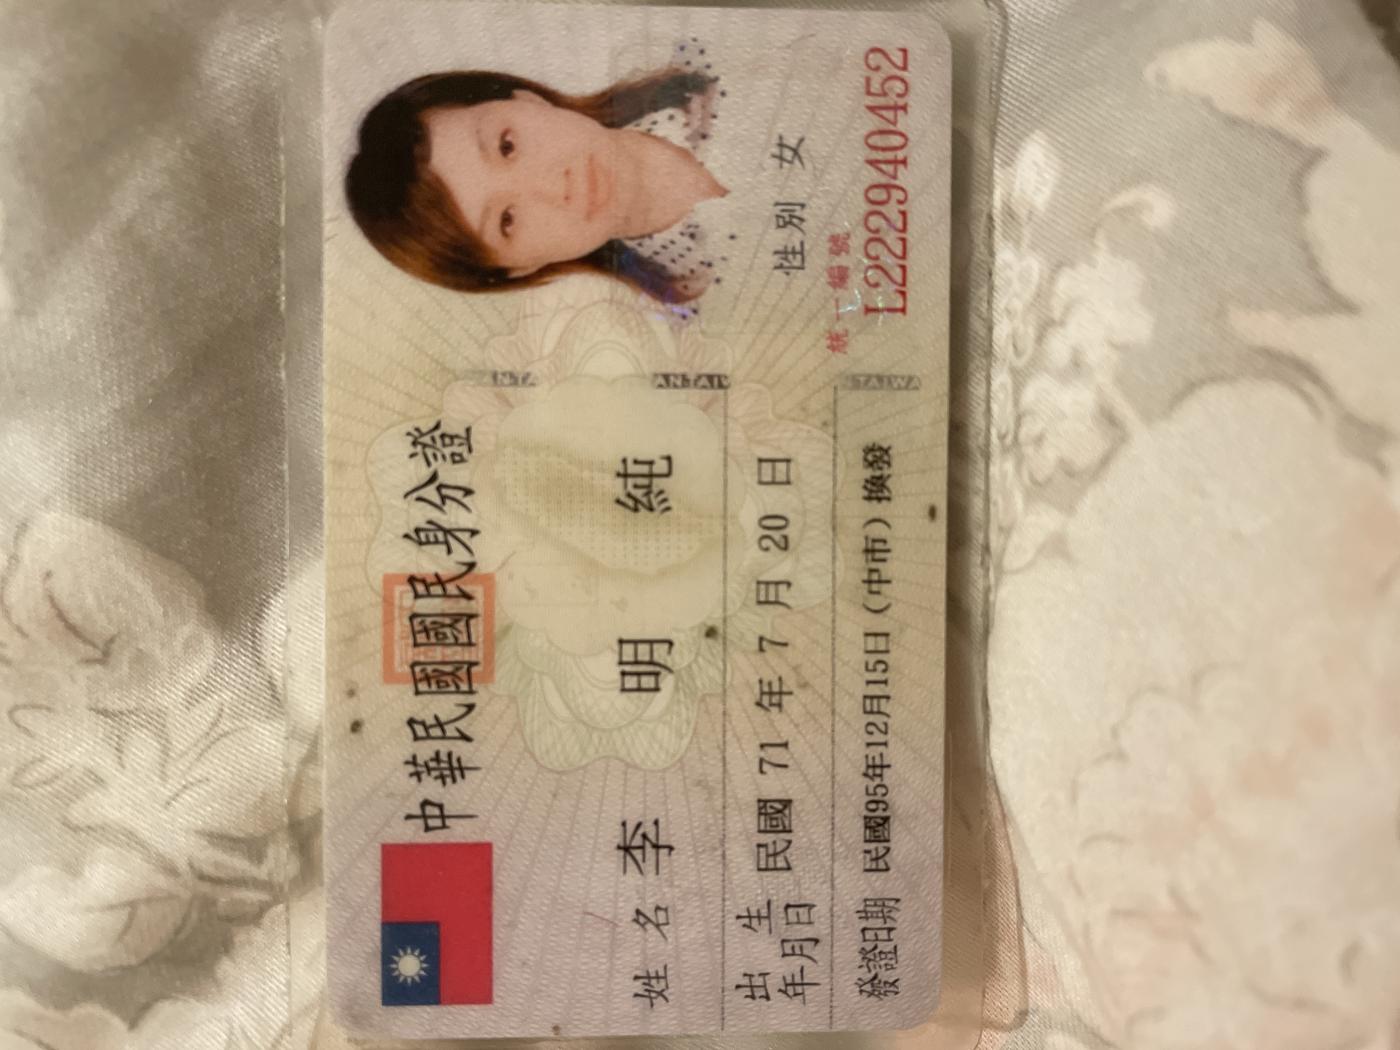 中華民國國民身分證
姓名 李明純
出生年月日 民國 71 年 7 月 20 日
性別 女
發證日期 民國95年12月15日（中市）換發
統一編號
L222940452